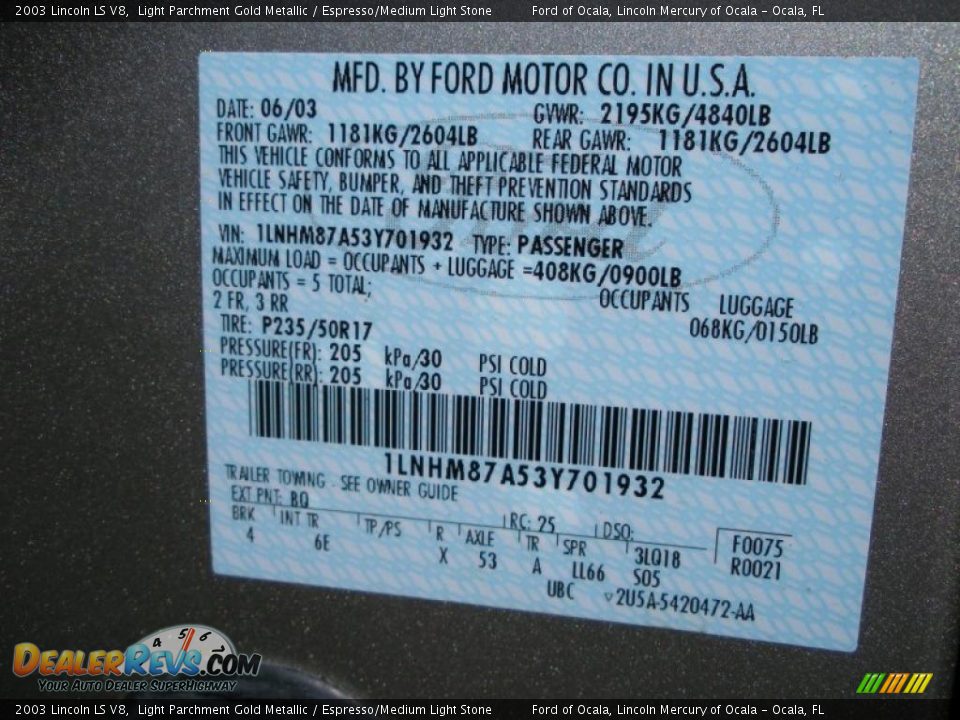 2003 Lincoln LS V8, Light Parchment Gold Metallic / Espresso/Medium Light Stone Ford of Ocala, Lincoln Mercury of Ocala - Ocala, FL
MFD. BY FORD MOTOR CO. IN U.S.A.
DATE: 06/03 GVWR: 2195KG/4840LB
FRONT GAWR: 1181KG/2604LB REAR GAWR: 1181KG/2604LB
THIS VEHICLE CONFORMS TO ALL APPLICABLE FEDERAL MOTOR
VEHICLE SAFETY, BUMPER, AND THEFT PREVENTION STANDARDS
IN EFFECT ON THE DATE OF MANUFACTURE SHOWN ABOVE.
VIN: 1LNHM87A53Y701932 TYPE: PASSENGER
MAXIMUM LOAD = OCCUPANTS + LUGGAGE =408KG/0900LB
OCCUPANTS = 5 TOTAL; OCCUPANTS LUGGAGE
2 FR, 3 RR 068KG/0150LB
TIRE: P235/50R17
PRESSURE(FR): 205 kPa/30 PSI COLD
PRESSURE(RR): 205 kPa/30 PSI COLD
1LNHM87A53Y701932
TRAILER TOWING - SEE OWNER GUIDE
EXT PNT: BQ RC: 25 DSO: F0075
BRK INT TR TP/PS R AXLE TR SPR 3LQ18 R0021
4 6E X 53 A LL66 S05
UBC ▽2U5A-5420472-AA
4 5 6
DEALERREVS.COM
YOUR AUTO DEALER SUPERHIGHWAY
2003 Lincoln LS V8, Light Parchment Gold Metallic / Espresso/Medium Light Stone Ford of Ocala, Lincoln Mercury of Ocala - Ocala, FL